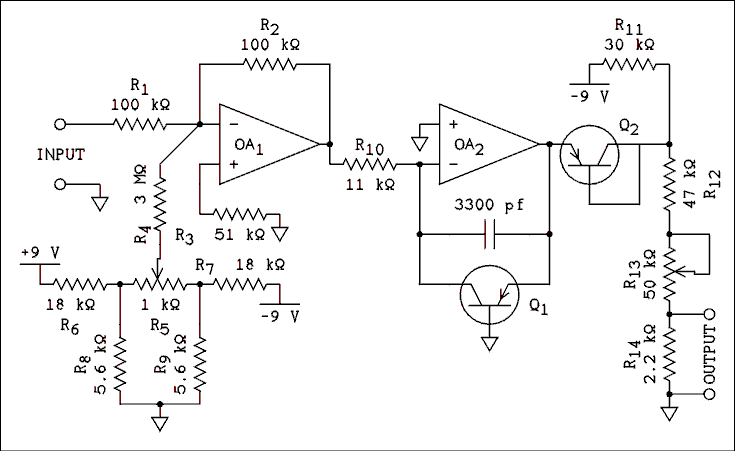 R2
100 kΩ
R11
30 kΩ
-9 V
R1
100 kΩ
INPUT
-
+
OA1
R10
11 kΩ
+
-
OA2
Q2
R12
47 kΩ
3 MΩ
R4
R3
51 kΩ
3300 pf
Q1
+9 V
18 kΩ
R6
1 kΩ
R5
R7
18 kΩ
-9 V
R8
5.6 kΩ
R9
5.6 kΩ
R13
50 kΩ
R14
2.2 kΩ
OUTPUT